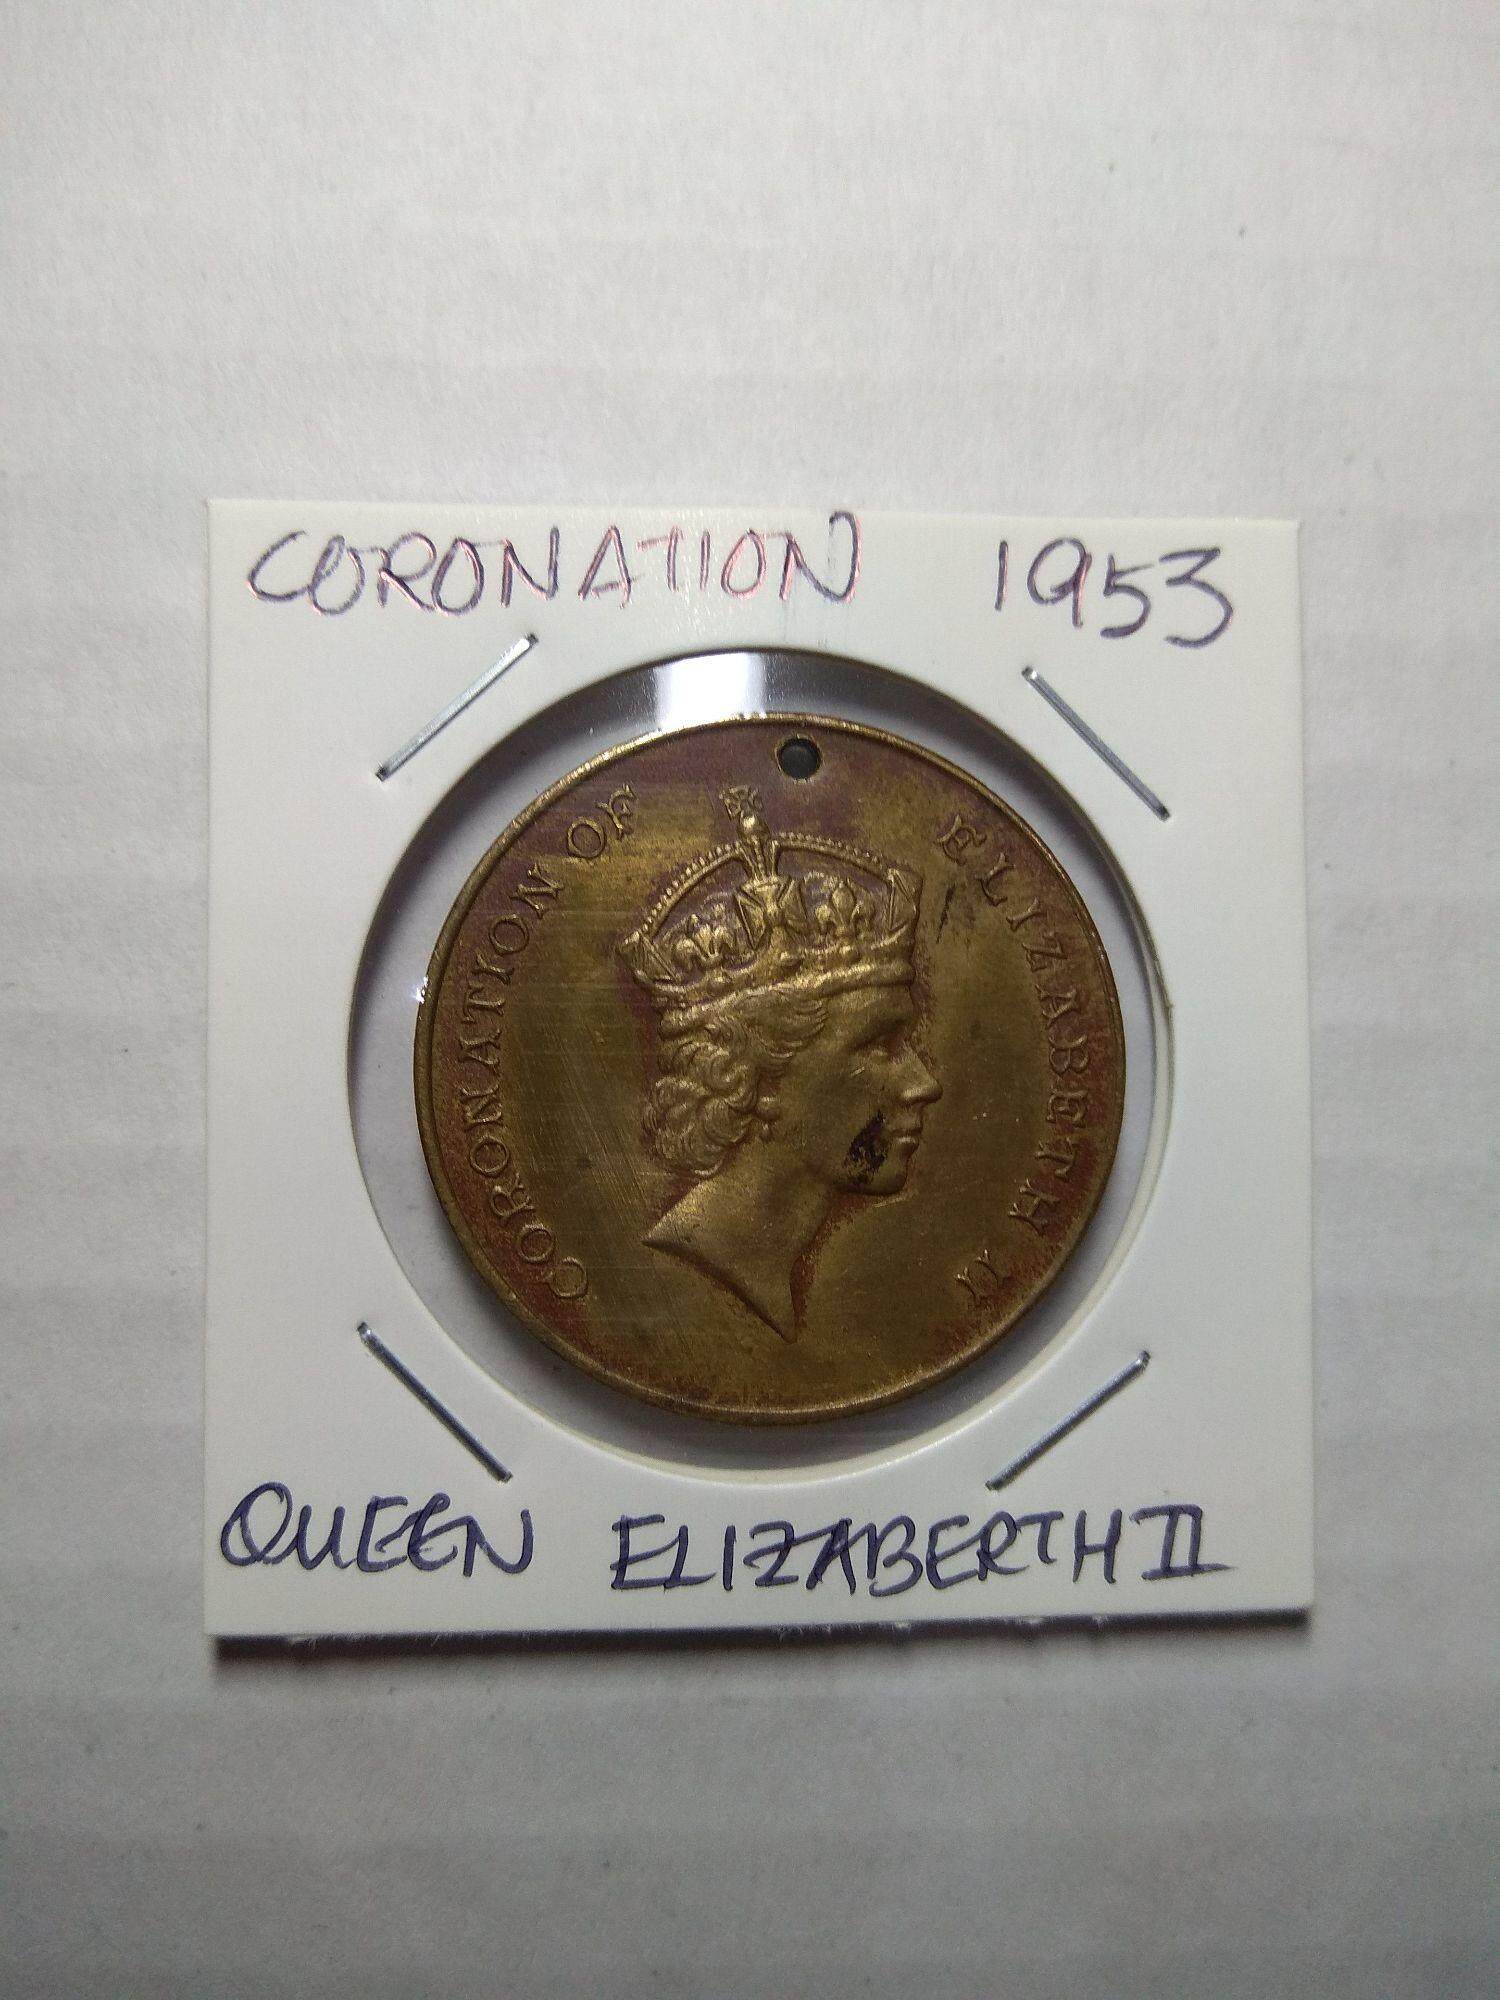 CORONATION 1953
CORONATION OF ELIZABETH II
QUEEN ELIZABERTH II